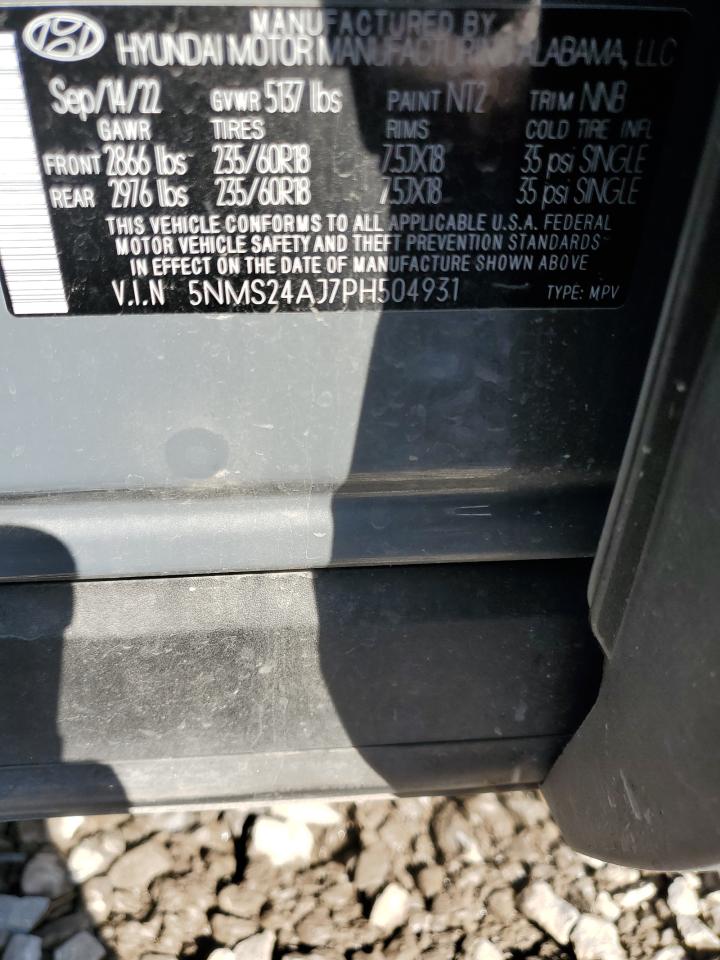 MANUFACTURED BY
HYUNDAI MOTOR MANUFACTURING ALABAMA, LLC
Sep/14/22 GVWR 5137 lbs PAINT NT2 TRIM NNB
GAWR TIRES RIMS COLD TIRE INFL
FRONT 2866 lbs 235/60R18 7.5JX18 35 psi SINGLE
REAR 2976 lbs 235/60R18 7.5JX18 35 psi SINGLE
THIS VEHICLE CONFORMS TO ALL APPLICABLE U.S.A. FEDERAL
MOTOR VEHICLE SAFETY AND THEFT PREVENTION STANDARDS
IN EFFECT ON THE DATE OF MANUFACTURE SHOWN ABOVE
V.I.N 5NMS24AJ7PH504931 TYPE: MPV